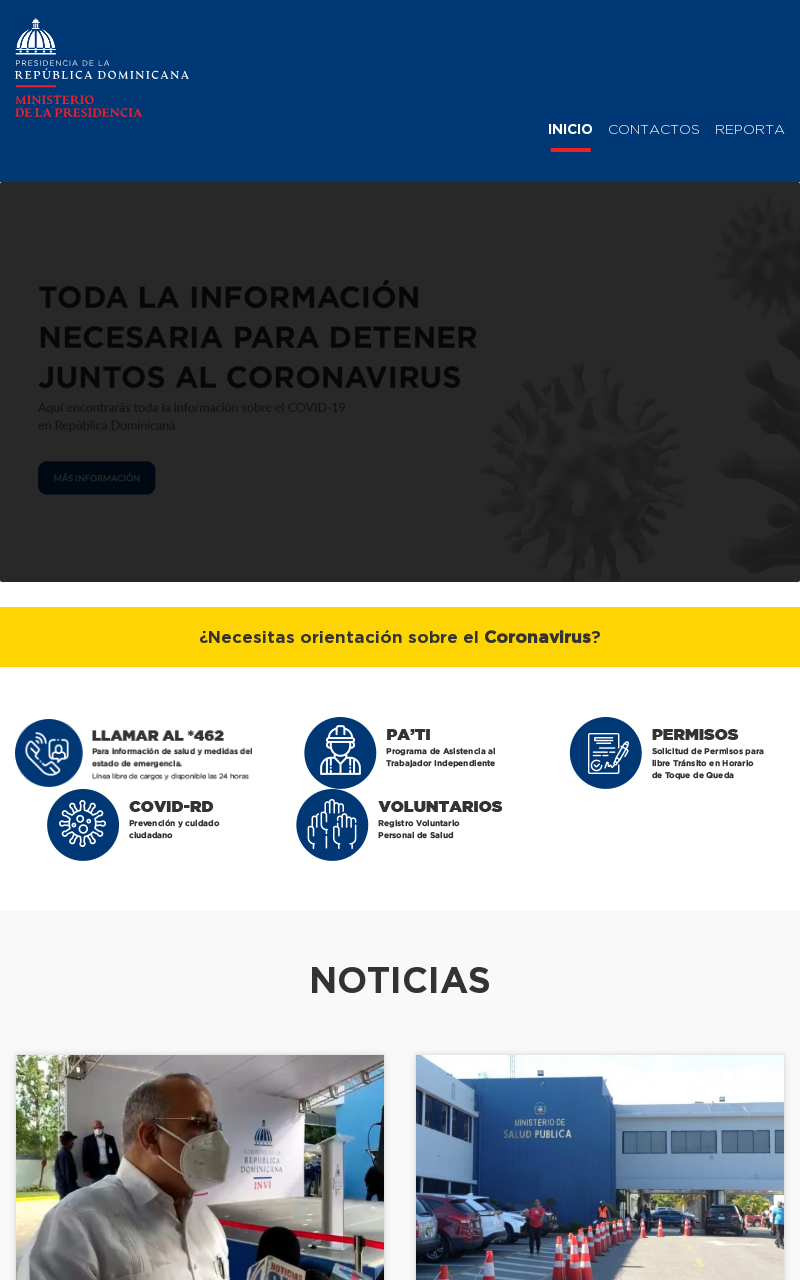 PRESIDENCIA DE LA
REPÚBLICA DOMINICANA
MINISTERIO
DE LA PRESIDENCIA
INICIO CONTACTOS REPORTA
TODA LA INFORMACIÓN
NECESARIA PARA DETENER
JUNTOS AL CORONAVIRUS
Aquí encontrarás toda la información sobre el COVID-19
en República Dominicana
MÁS INFORMACIÓN
¿Necesitas orientación sobre el Coronavirus?
LLAMAR AL *462
Para información de salud y medidas del
estado de emergencia.
Línea libre de cargos y disponible las 24 horas
PA'TI
Programa de Asistencia al
Trabajador Independiente
PERMISOS
Solicitud de Permisos para
libre Tránsito en Horario
de Toque de Queda
COVID-RD
Prevención y cuidado
ciudadano
VOLUNTARIOS
Registro Voluntario
Personal de Salud
NOTICIAS
GOBIERNO DE LA
REPÚBLICA
DOMINICANA
INVI
NOTICIAS
MINISTERIO DE
SALUD PUBLICA